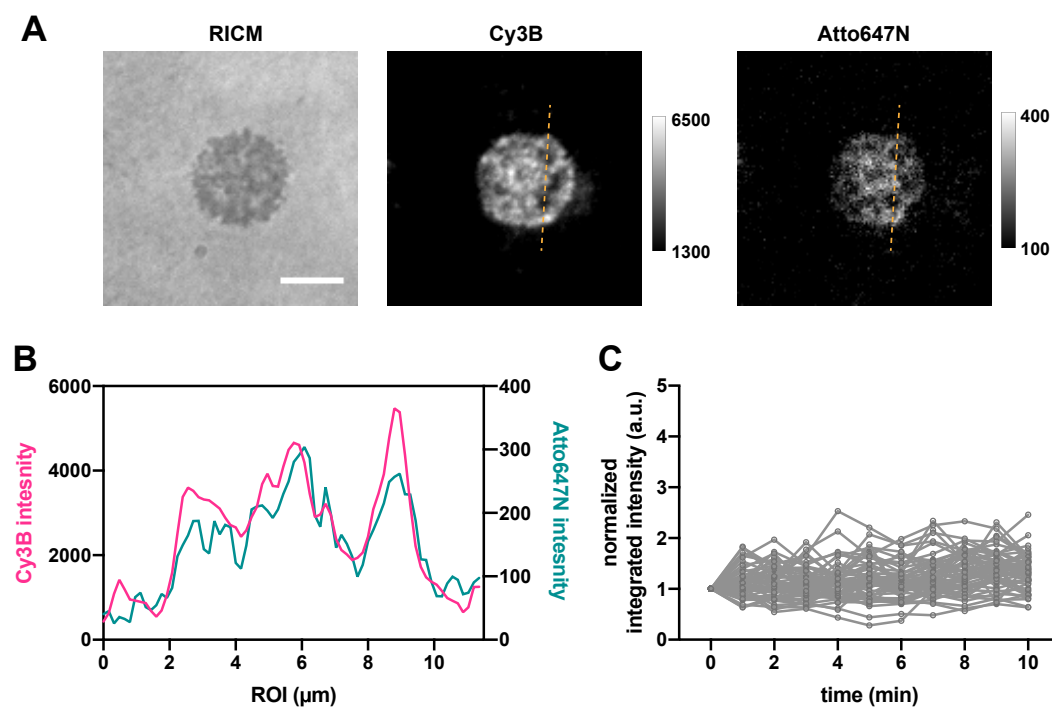 A
RICM
Cy3B
Atto647N
6500
1300
400
100
B
6000
4000
2000
0
Cy3B intesnity
400
300
200
100
0
Atto647N intesnity
0 2 4 6 8 10
ROI (µm)
C
5
4
3
2
1
0
normalized
integrated intensity (a.u.)
0 2 4 6 8 10
time (min)